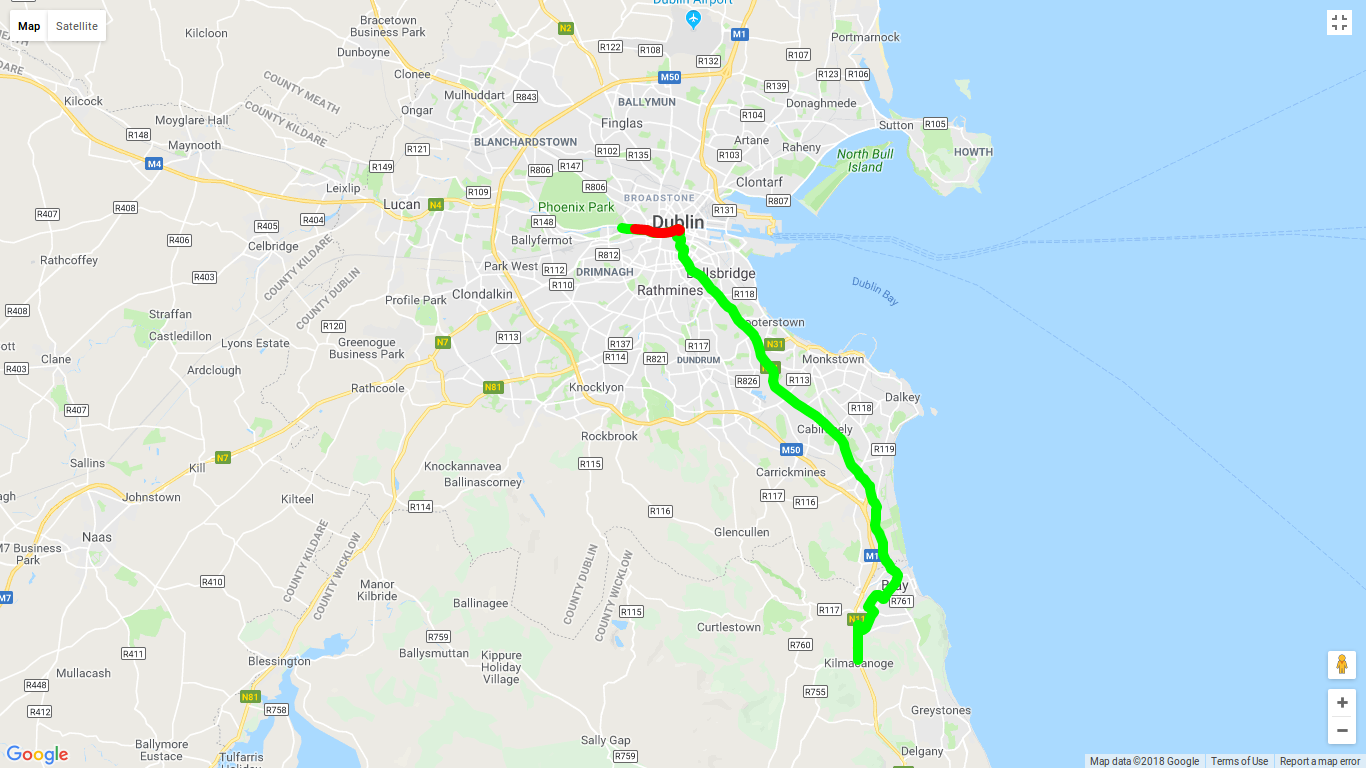 Map
Satellite
Dublin Airport
Bracetown
Business Park
N2
Kilcloon
R122
R108
M1
Portmarnock
Dunboyne
R107
R132
Clonee
M50
R123
R106
COUNTY MEATH
COUNTY KILDARE
R139
Kilcock
Mulhuddart
R843
BALLYMUN
Donaghmede
Ongar
R104
Moyglare Hall
Finglas
Sutton
R105
R148
Maynooth
BLANCHARDSTOWN
Artane
Raheny
HOWTH
R121
R102
R135
R103
North Bull
Island
M4
R149
R806
R147
Leixlip
R109
R806
Clontarf
Lucan
N4
BROADSTONE
R807
R407
R408
R404
Phoenix Park
R131
R405
R148
Dublin
R406
Celbridge
Ballyfermot
Rathcoffey
R812
R403
Park West
R112
DRIMNAGH
Ballsbridge
COUNTY KILDARE
COUNTY DUBLIN
R110
Rathmines
R118
Dublin Bay
Clondalkin
Profile Park
R408
Straffan
R120
ooterstown
Castledillon
Lyons Estate
Greenogue
Business Park
N7
R113
R137
R117
N31
ott
Clane
R114
R821
DUNDRUM
Monkstown
R403
Ardclough
Rathcoole
N81
Knocklyon
R826
R113
Dalkey
R407
R118
Rockbrook
Cabinteely
N7
M50
R119
Sallins
Kill
Knockannavea
Ballinascorney
R115
Carrickmines
Johnstown
Kilteel
R114
R117
R116
R116
Glencullen
Naas
M7 Business
Park
COUNTY KILDARE
COUNTY WICKLOW
COUNTY DUBLIN
COUNTY WICKLOW
R410
Manor
Kilbride
Bray
M7
Ballinagee
R115
R117
R761
N11
Curtlestown
R759
R760
R411
Ballysmuttan
Kippure
Holiday
Village
Blessington
Kilmacanoge
Mullacash
R448
N81
R755
R412
R758
Greystones
Ballymore
Eustace
Sally Gap
Delgany
Tulfarris
R759
Google
Map data ©2018 Google
Terms of Use
Report a map error